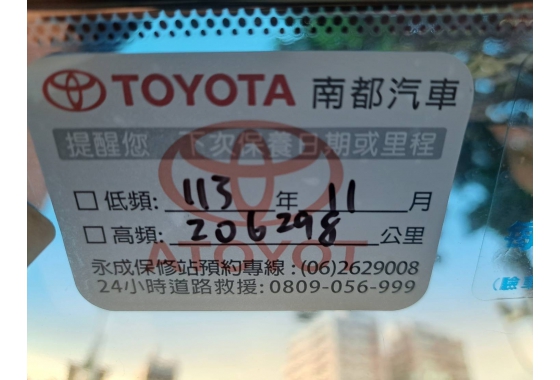 TOYOTA 南都汽車
提醒您 下次保養日期或里程
□低頻: 113 年 11 月
□高頻: 206298 公里
TOYOTA
永成保修站預約專線:(06)2629008
24小時道路救援:0809-056-999